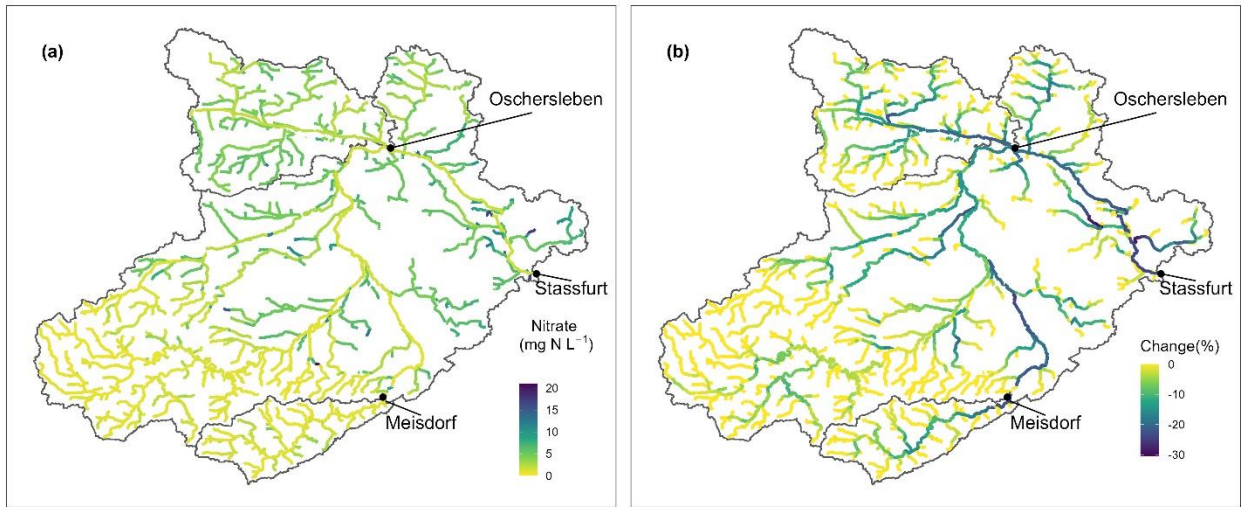 (a)
Oschersleben
Stassfurt
Nitrate
(mg N L⁻¹)
20
15
10
5
0
Meisdorf
(b)
Oschersleben
Stassfurt
Change(%)
0
-10
-20
-30
Meisdorf